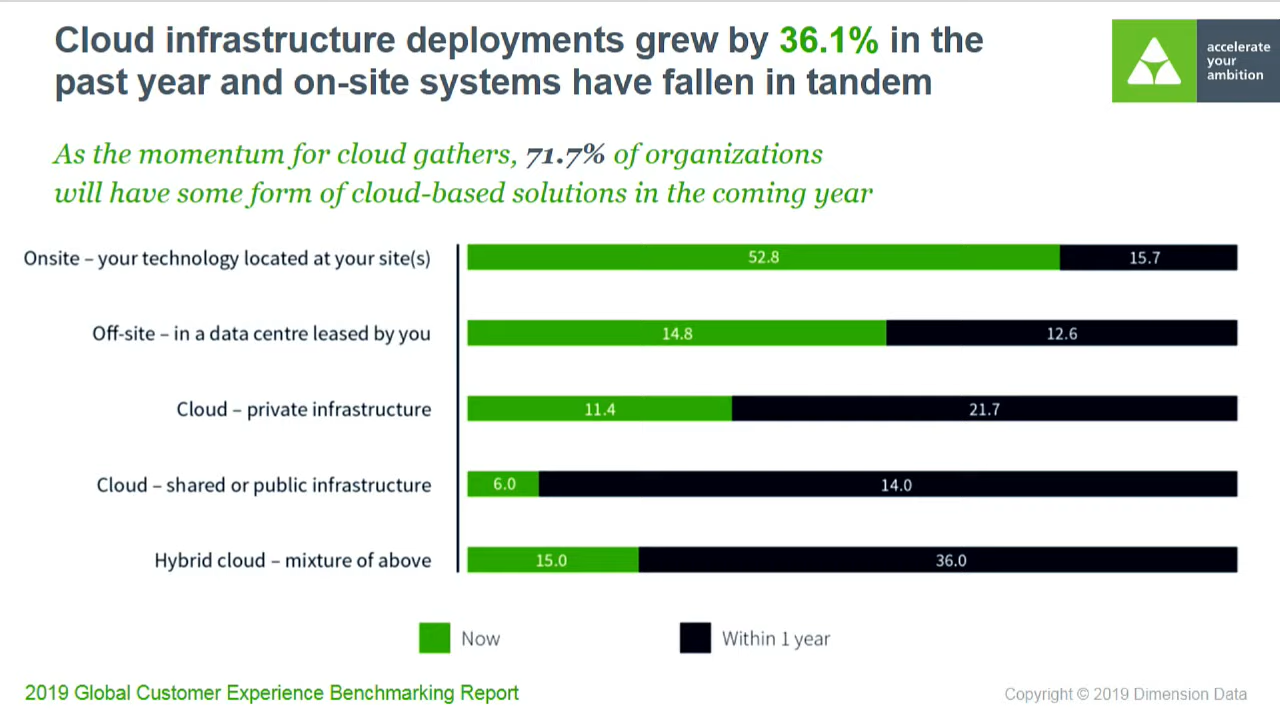 Cloud infrastructure deployments grew by 36.1% in the
past year and on-site systems have fallen in tandem
accelerate
your
ambition
As the momentum for cloud gathers, 71.7% of organizations
will have some form of cloud-based solutions in the coming year
Onsite – your technology located at your site(s) 52.8 15.7
Off-site – in a data centre leased by you 14.8 12.6
Cloud – private infrastructure 11.4 21.7
Cloud – shared or public infrastructure 6.0 14.0
Hybrid cloud – mixture of above 15.0 36.0
Now Within 1 year
2019 Global Customer Experience Benchmarking Report
Copyright © 2019 Dimension Data